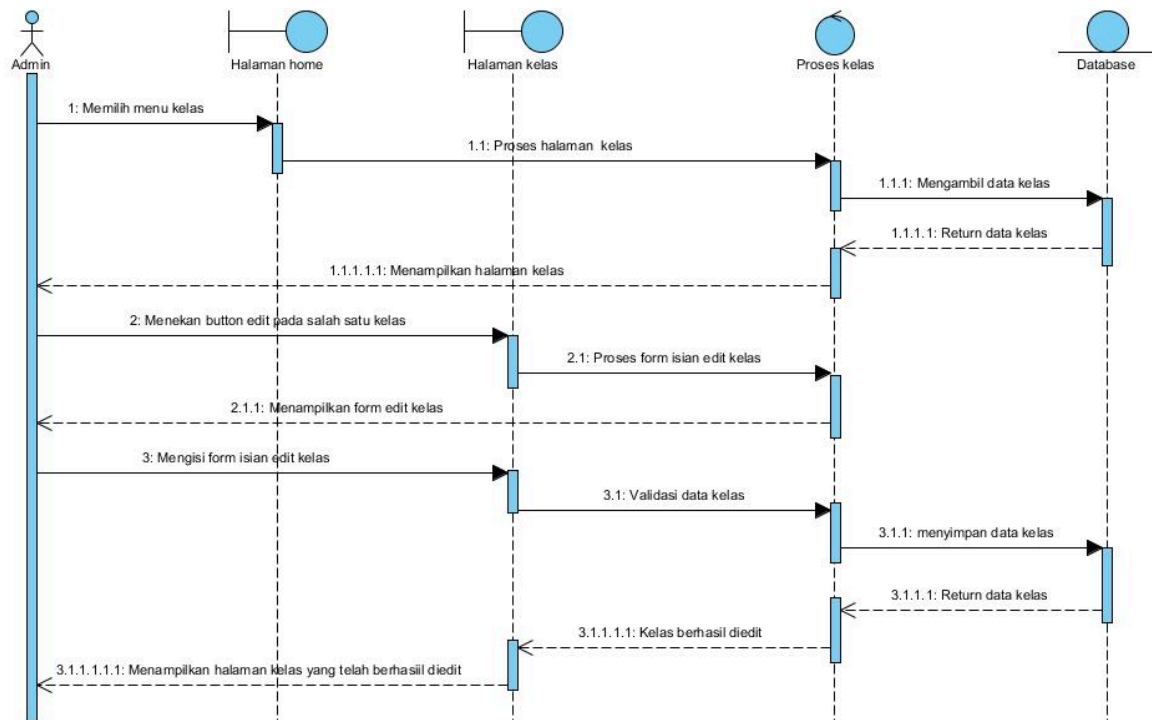 Admin
Halaman home
Halaman kelas
Proses kelas
Database
1: Memilih menu kelas
1.1: Proses halaman kelas
1.1.1: Mengambil data kelas
1.1.1.1: Return data kelas
1.1.1.1.1: Menampilkan halaman kelas
2: Menekan button edit pada salah satu kelas
2.1: Proses form isian edit kelas
2.1.1: Menampilkan form edit kelas
3: Mengisi form isian edit kelas
3.1: Validasi data kelas
3.1.1: menyimpan data kelas
3.1.1.1: Return data kelas
3.1.1.1.1: Kelas berhasil diedit
3.1.1.1.1.1: Menampilkan halaman kelas yang telah berhasiil diedit